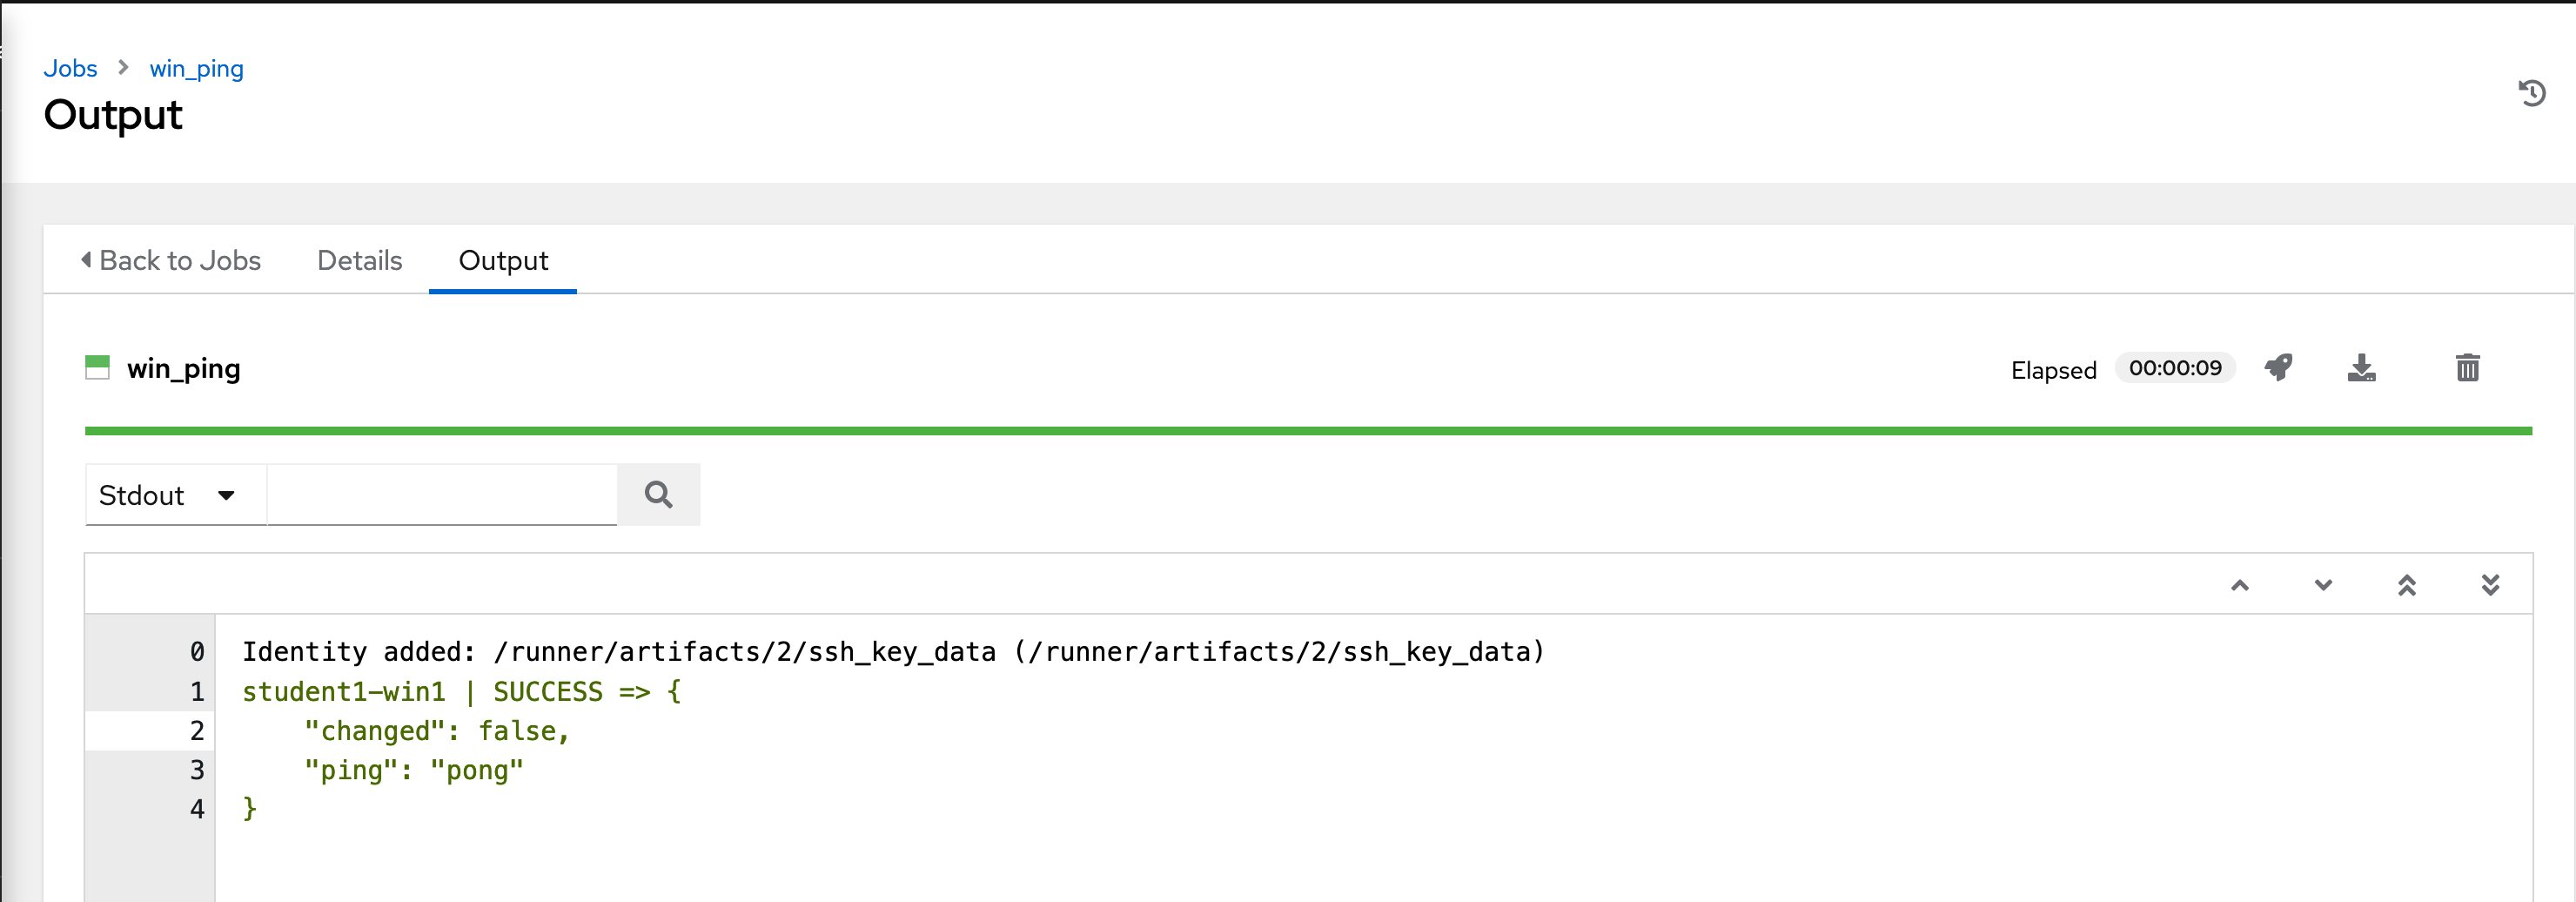 Jobs win_ping
Output
Back to Jobs Details Output
win_ping Elapsed 00:00:09
Stdout
0 Identity added: /runner/artifacts/2/ssh_key_data (/runner/artifacts/2/ssh_key_data)
1 student1-win1 | SUCCESS => {
2     "changed": false,
3     "ping": "pong"
4 }